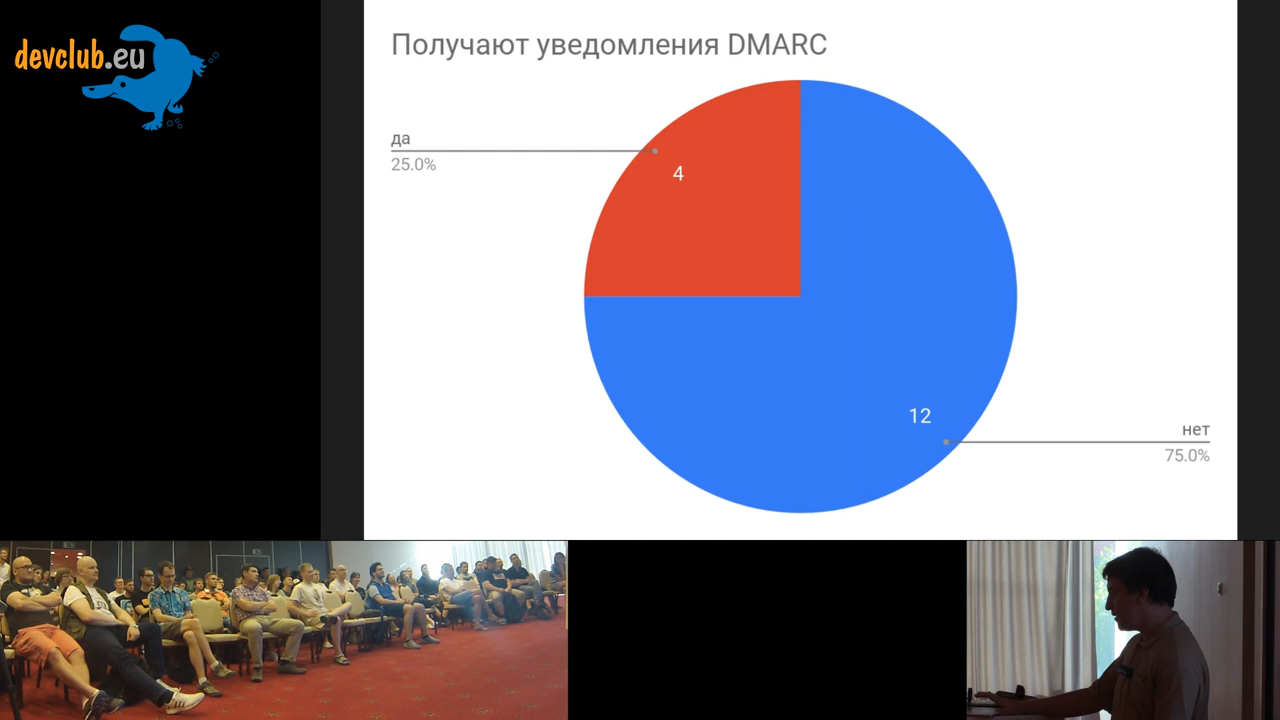 devclub.eu
Получают уведомления DMARC
да
25.0%
4
12
нет
75.0%